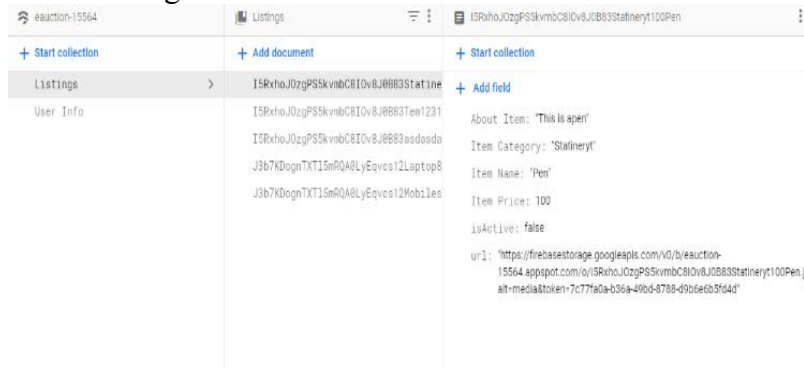 eauction-15564
Listings
I5RxhoJOzgPS5kvmbC8IOv8J0B83Statineryt100Pen
+ Start collection
+ Add document
+ Start collection
Listings
User Info
I5RxhoJOzgPS5kvmbC8IOv8J0B83Statine
I5RxhoJOzgPS5kvmbC8IOv8J0B83Tem1231
I5RxhoJOzgPS5kvmbC8IOv8J0B83asdasda
J3b7KDognTXTl5mRQA0LyEqvcs12Laptop8
J3b7KDognTXTl5mRQA0LyEqvcs12Mobiles
+ Add field
About Item: "This is apen"
Item Category: "Statineryt"
Item Name: "Pen"
Item Price: 100
isActive: false
url: "https://firebasestorage.googleapis.com/v0/b/eauction-
15564.appspot.com/o/I5RxhoJOzgPS5kvmbC8IOv8J0B83Statineryt100Pen.j
alt=media&token=7c77fa0a-b36a-49bd-8788-d9b6e6b5fd4d"